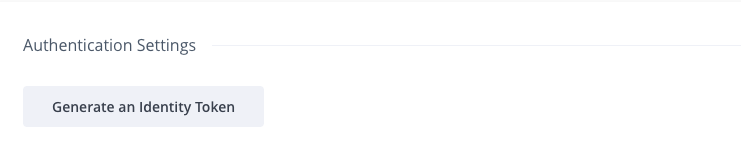 Authentication Settings
Generate an Identity Token